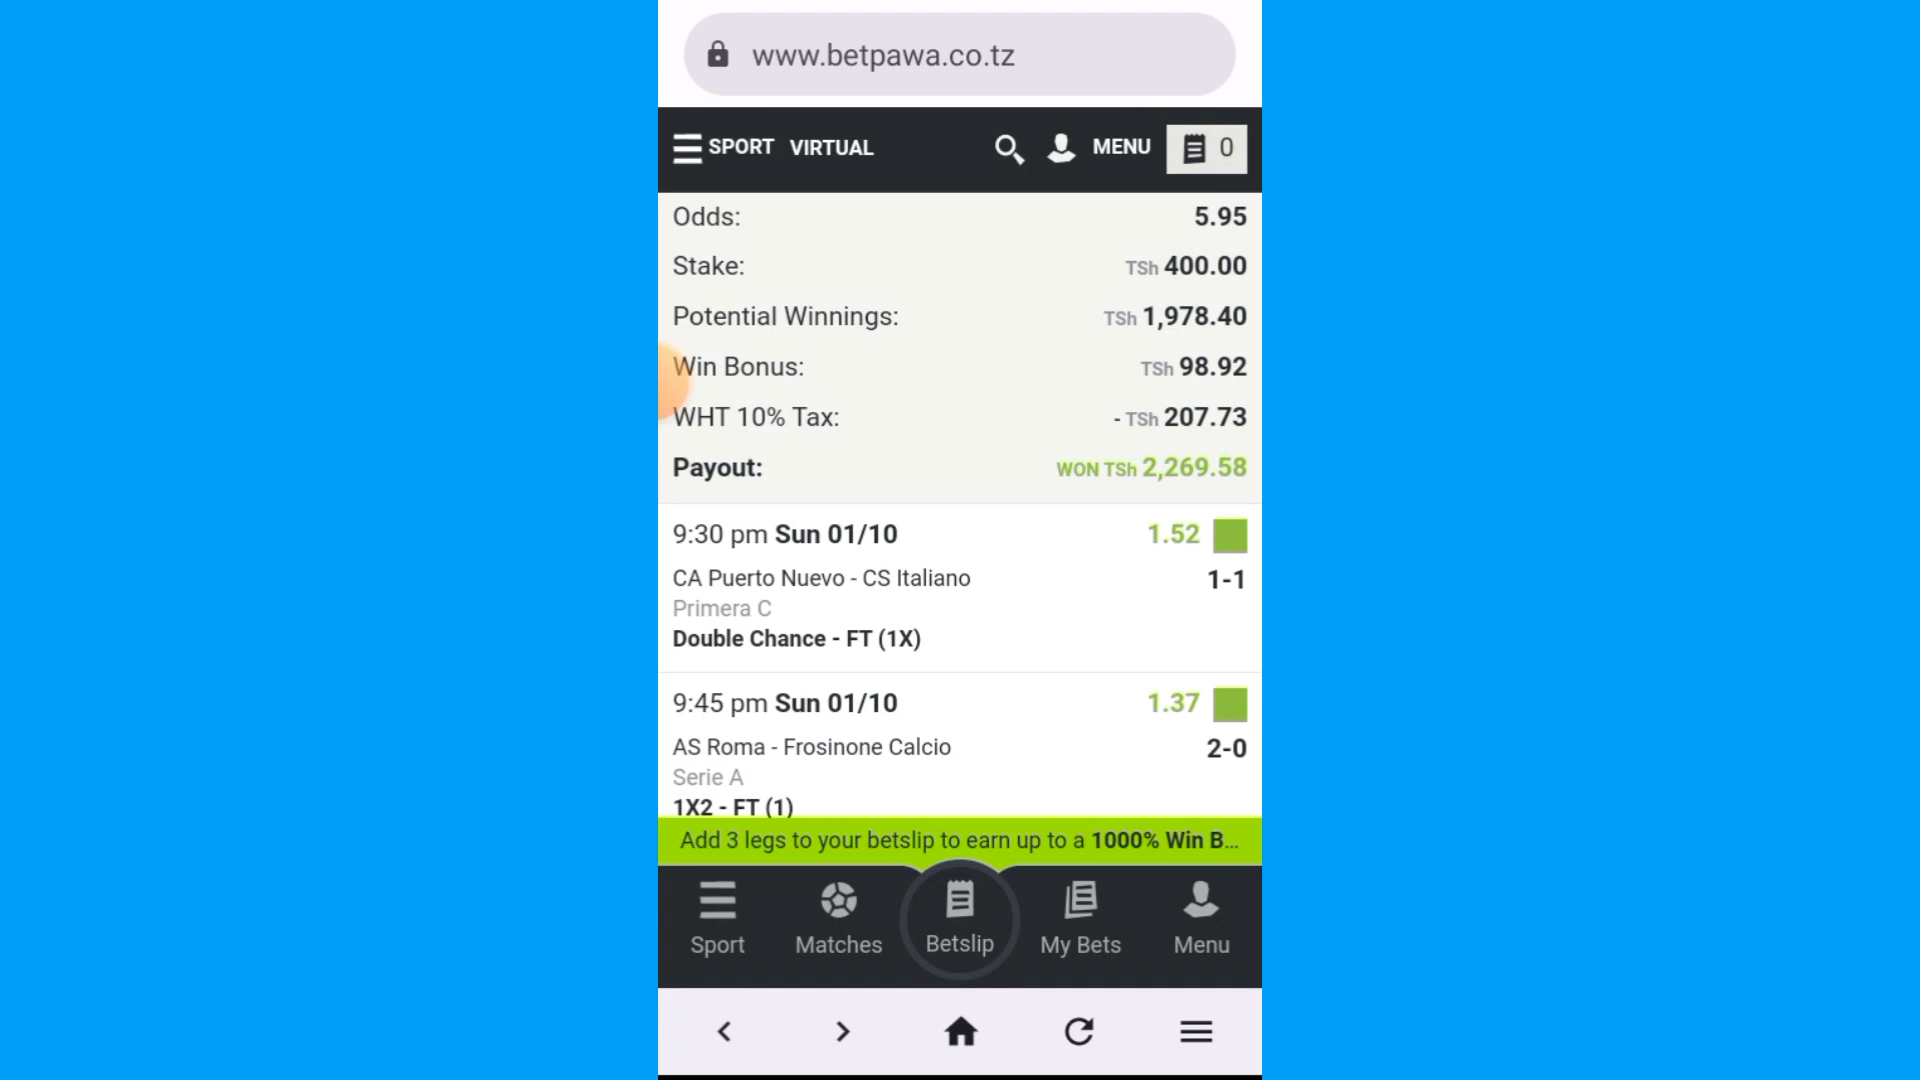 www.betpawa.co.tz
SPORT VIRTUAL MENU 0
Odds: 5.95
Stake: TSh 400.00
Potential Winnings: TSh 1,978.40
Win Bonus: TSh 98.92
WHT 10% Tax: - TSh 207.73
Payout: WON TSh 2,269.58
9:30 pm Sun 01/10 1.52
CA Puerto Nuevo - CS Italiano 1-1
Primera C
Double Chance - FT (1X)
9:45 pm Sun 01/10 1.37
AS Roma - Frosinone Calcio 2-0
Serie A
1X2 - FT (1)
Add 3 legs to your betslip to earn up to a 1000% Win B...
Sport Matches Betslip My Bets Menu